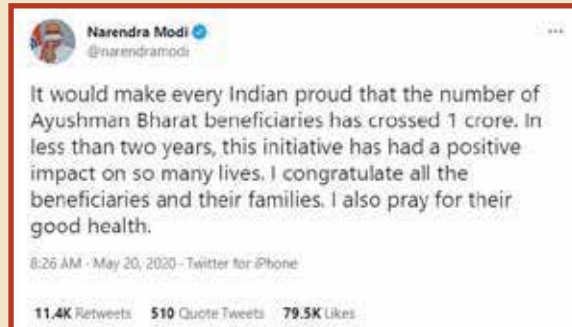 Narendra Modi
@narendramodi
It would make every Indian proud that the number of
Ayushman Bharat beneficiaries has crossed 1 crore. In
less than two years, this initiative has had a positive
impact on so many lives. I congratulate all the
beneficiaries and their families. I also pray for their
good health.
8:26 AM · May 20, 2020 · Twitter for iPhone
11.4K Retweets 510 Quote Tweets 79.5K Likes